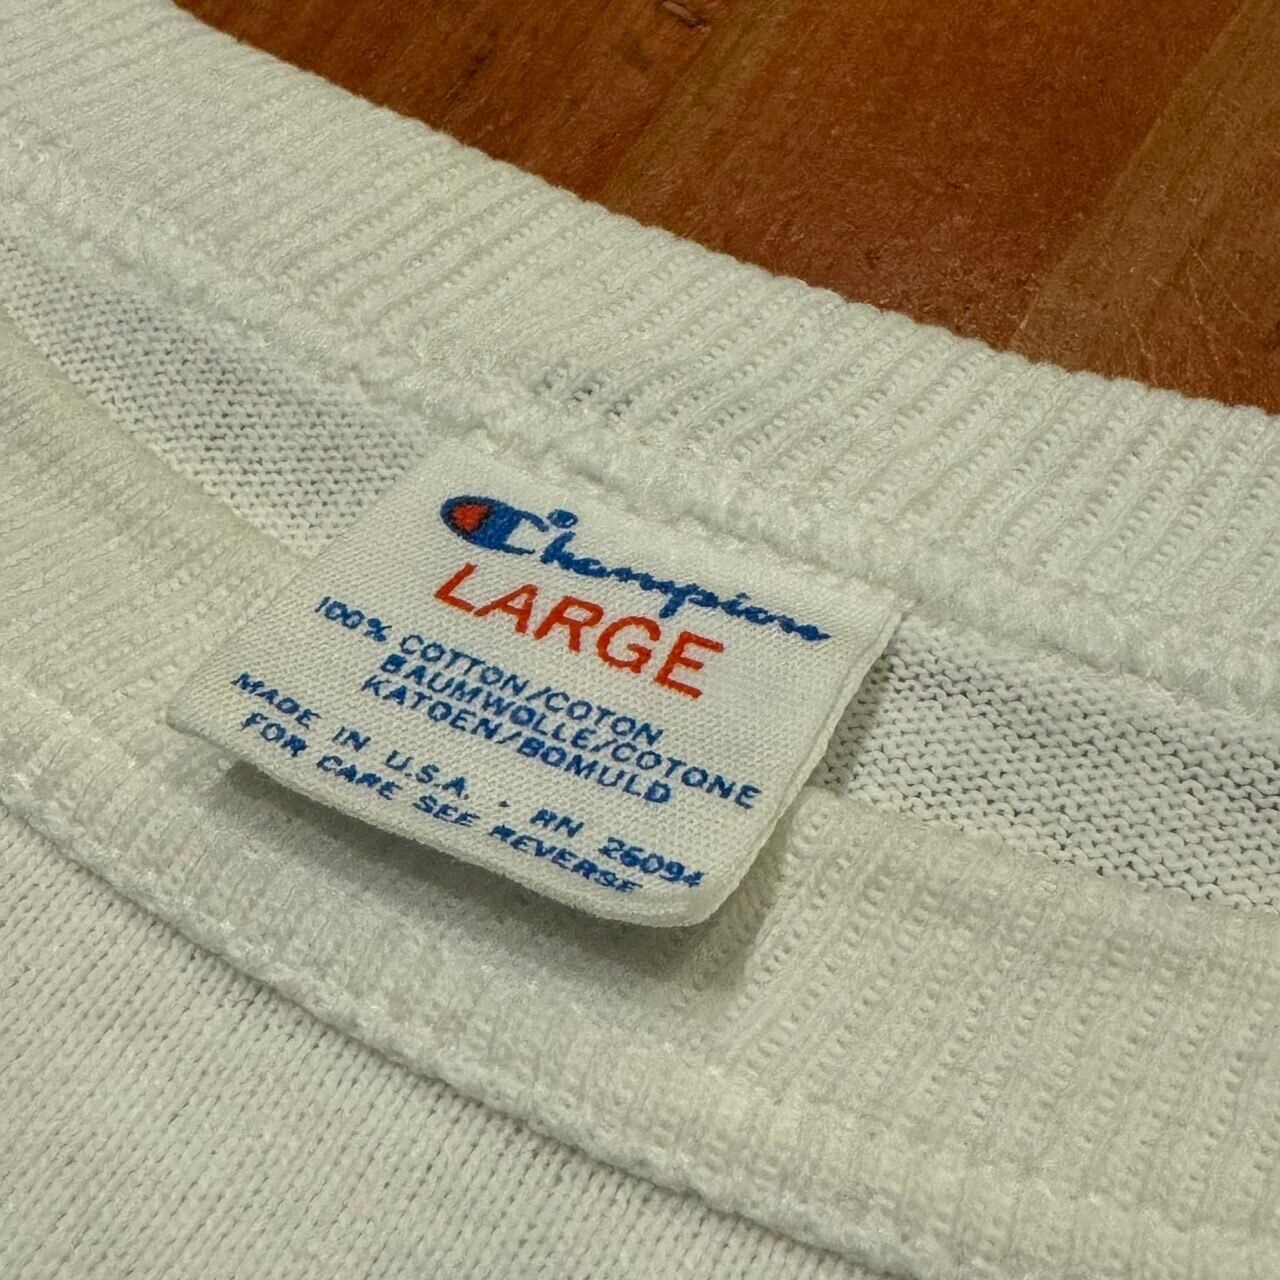 Champion
LARGE
100% COTTON/COTON
BAUMWOLLE/COTONE
KATOEN/BOMULD
MADE IN U.S.A. · RN 26094
FOR CARE SEE REVERSE